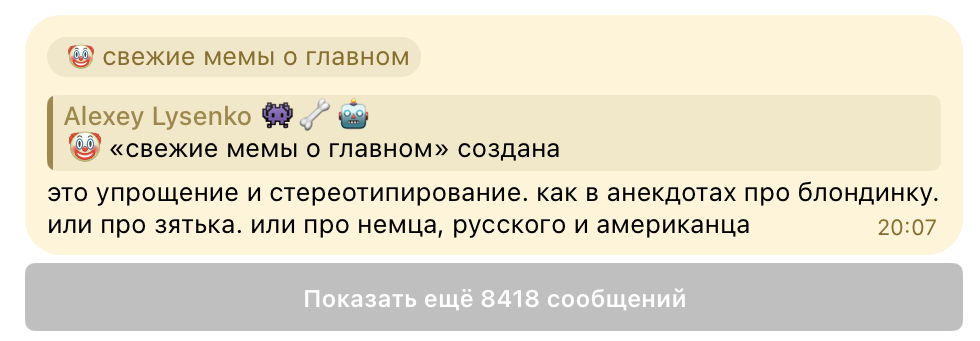 🤡 свежие мемы о главном
Alexey Lysenko 👾🦴🤖
🤡 «свежие мемы о главном» создана
это упрощение и стереотипирование. как в анекдотах про блондинку.
или про зятька. или про немца, русского и американца
20:07
Показать ещё 8418 сообщений